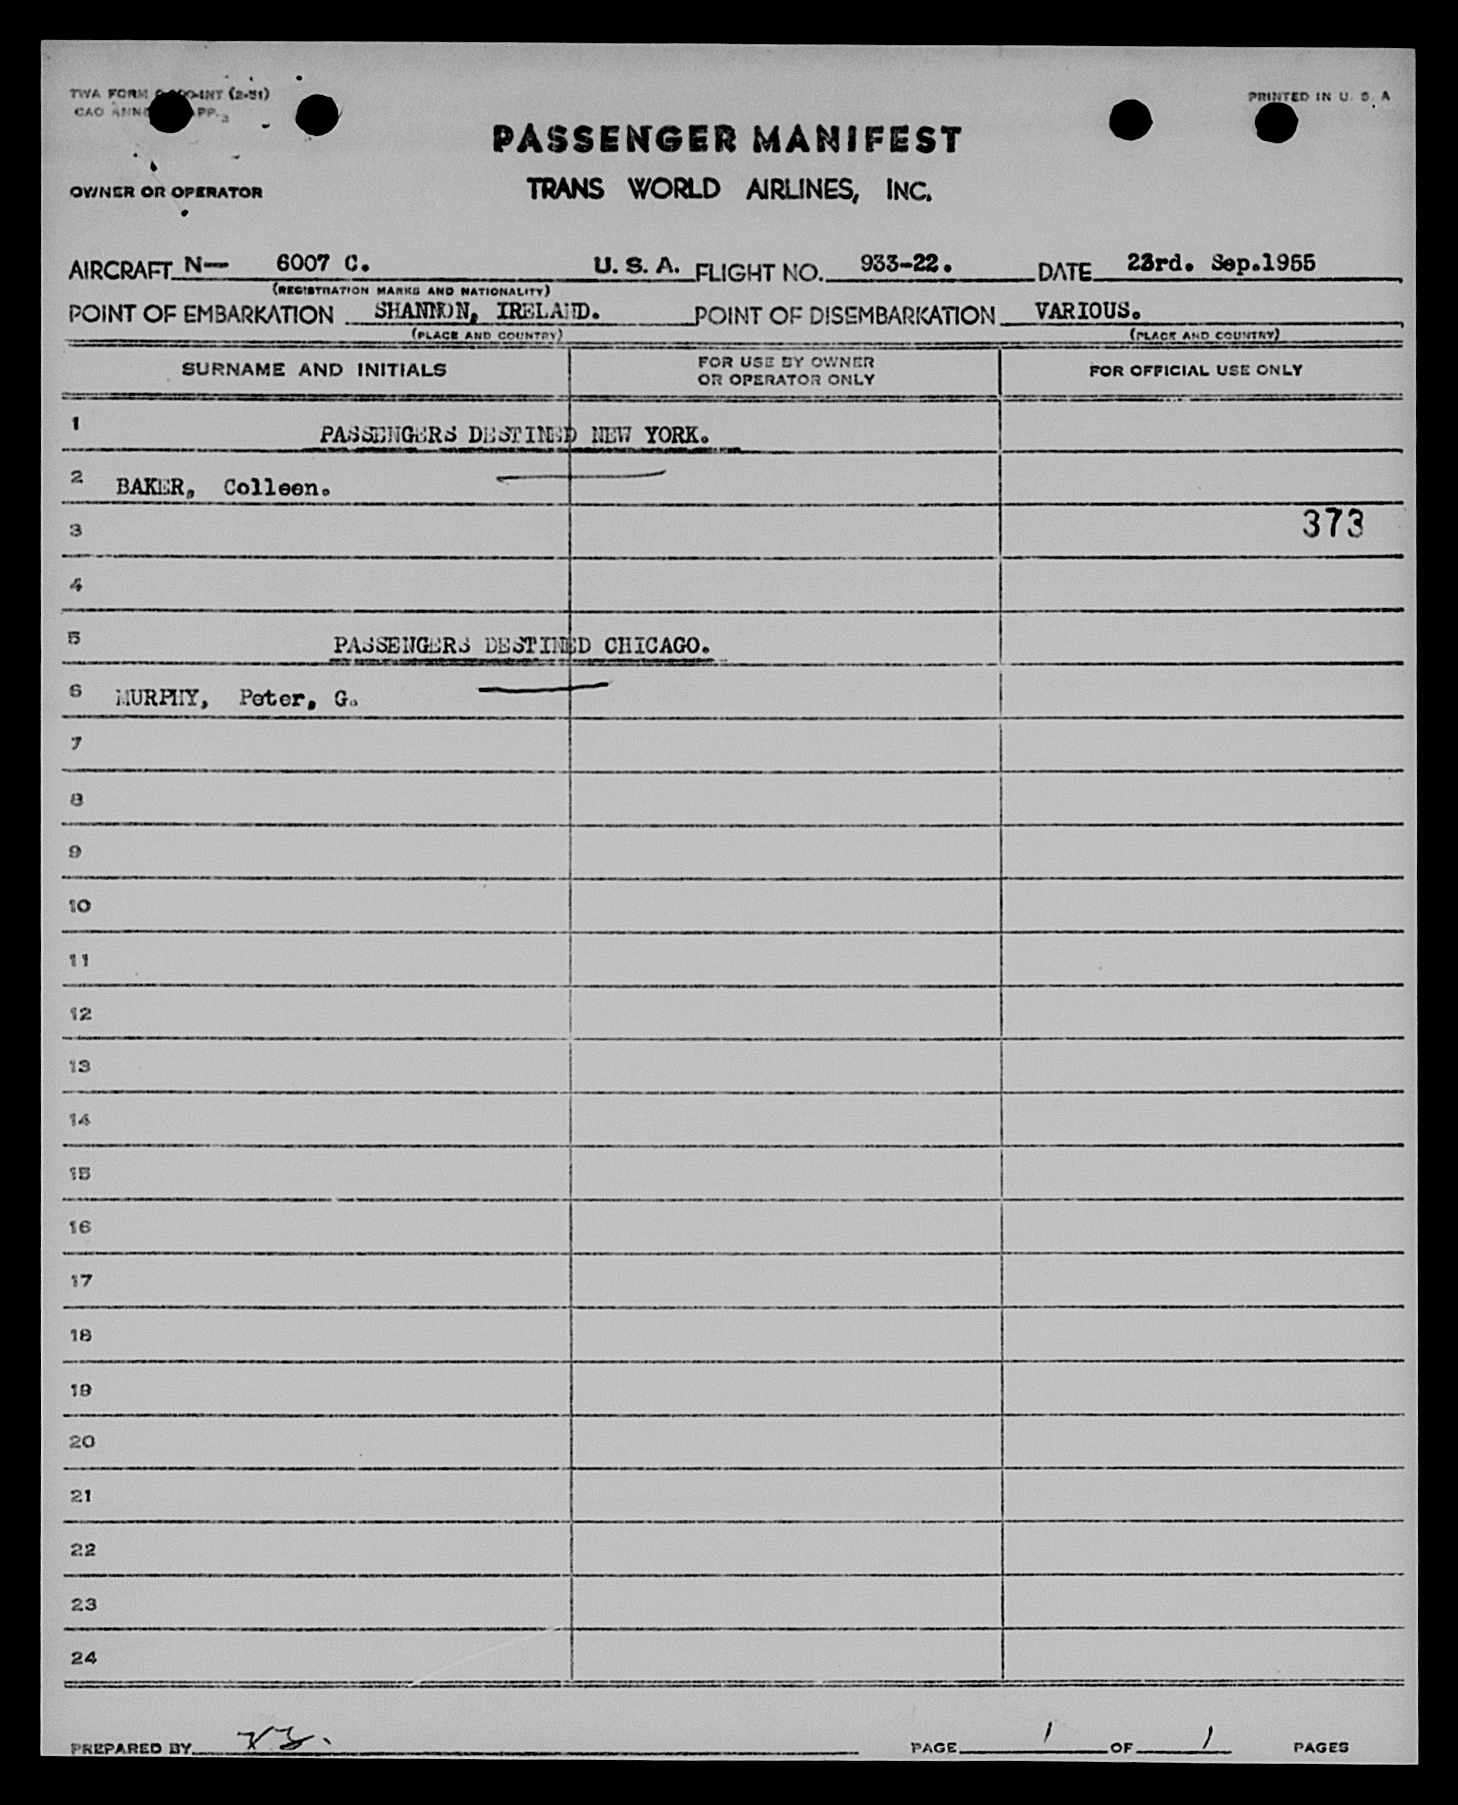 TWA FORM (2-51) PRINTED IN U. S. A
CAO
PASSENGER MANIFEST
OWNER OR OPERATOR TRANS WORLD AIRLINES, INC.
AIRCRAFT N— 6007 C. U. S. A. FLIGHT NO. 933-22. DATE 23rd. Sep.1955
(REGISTRATION MARKS AND NATIONALITY)
POINT OF EMBARKATION SHANNON, IRELAND. POINT OF DISEMBARKATION VARIOUS.
(PLACE AND COUNTRY) (PLACE AND COUNTRY)
SURNAME AND INITIALS FOR USE BY OWNER OR OPERATOR ONLY FOR OFFICIAL USE ONLY
1 PASSENGERS DESTINED NEW YORK.
2 BAKER, Colleen.
3 373
4
5 PASSENGERS DESTINED CHICAGO.
6 MURPHY, Peter, G.
7
8
9
10
11
12
13
14
15
16
17
18
19
20
21
22
23
24
PREPARED BY PAGE 1 OF 1 PAGES